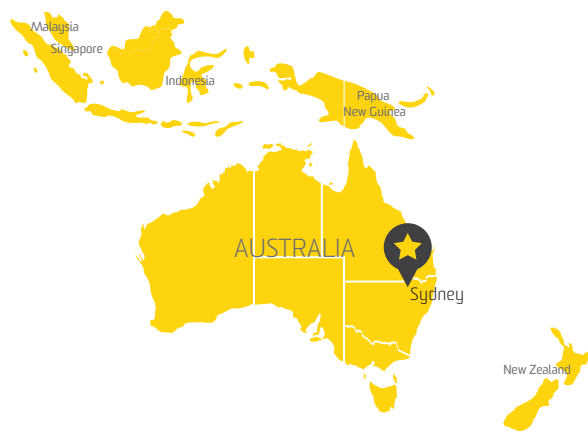 Malaysia
Singapore
Indonesia
Papua
New Guinea
AUSTRALIA
Sydney
New Zealand